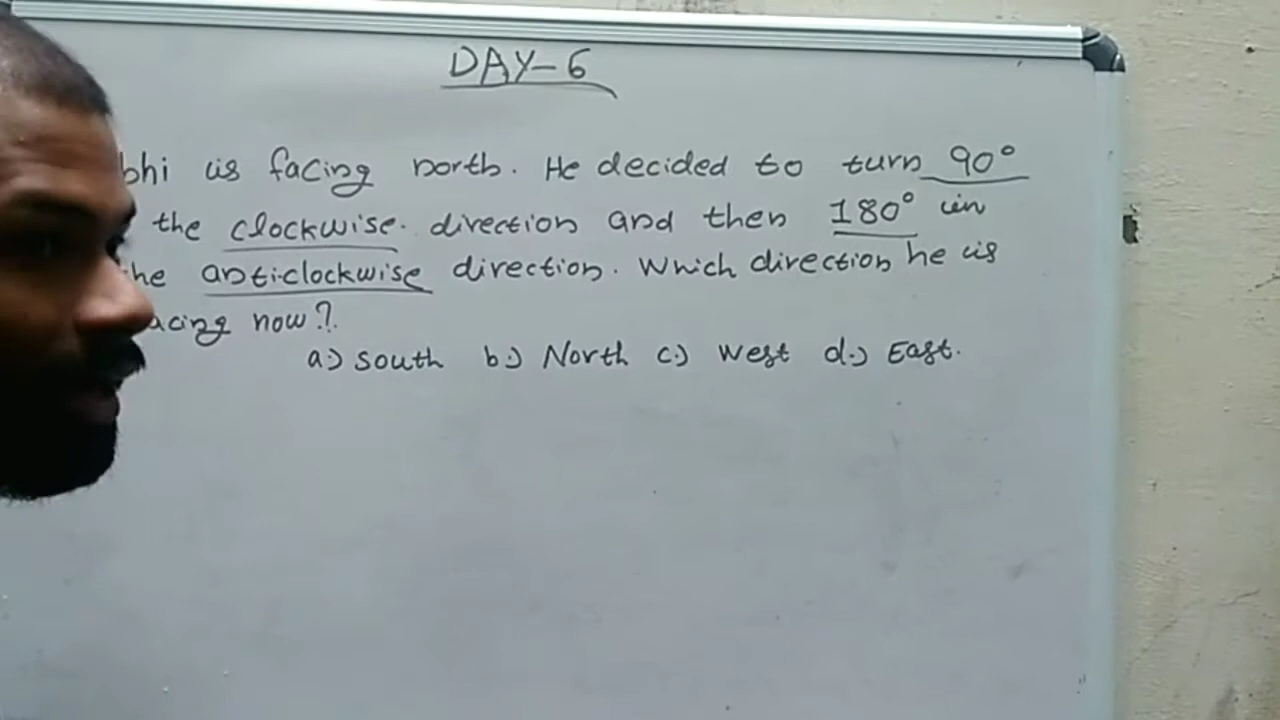 DAY-6
bhi is facing north. He decided to turn 90°
the clockwise. direction and then 180° in
he anticlockwise direction. Which direction he is
acing now?.
a.) South b.) North c.) West d.) East.